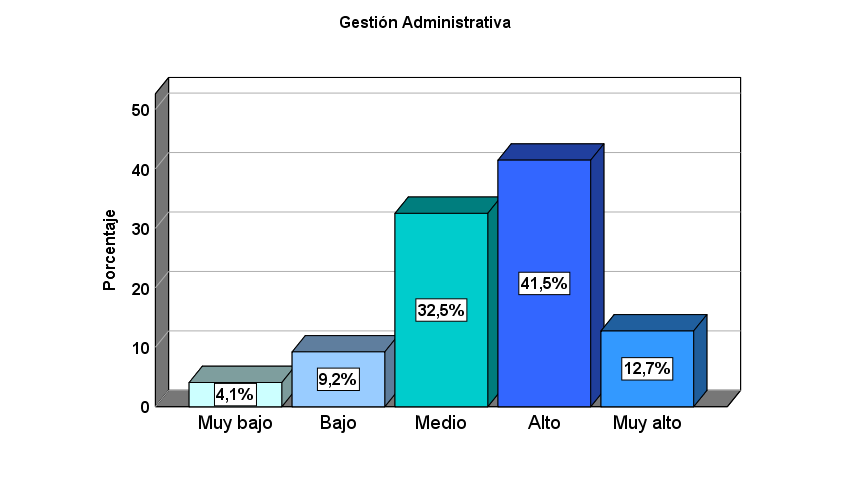 Gestión Administrativa
Porcentaje
50
40
30
20
10
0
4,1%
9,2%
32,5%
41,5%
12,7%
Muy bajo
Bajo
Medio
Alto
Muy alto